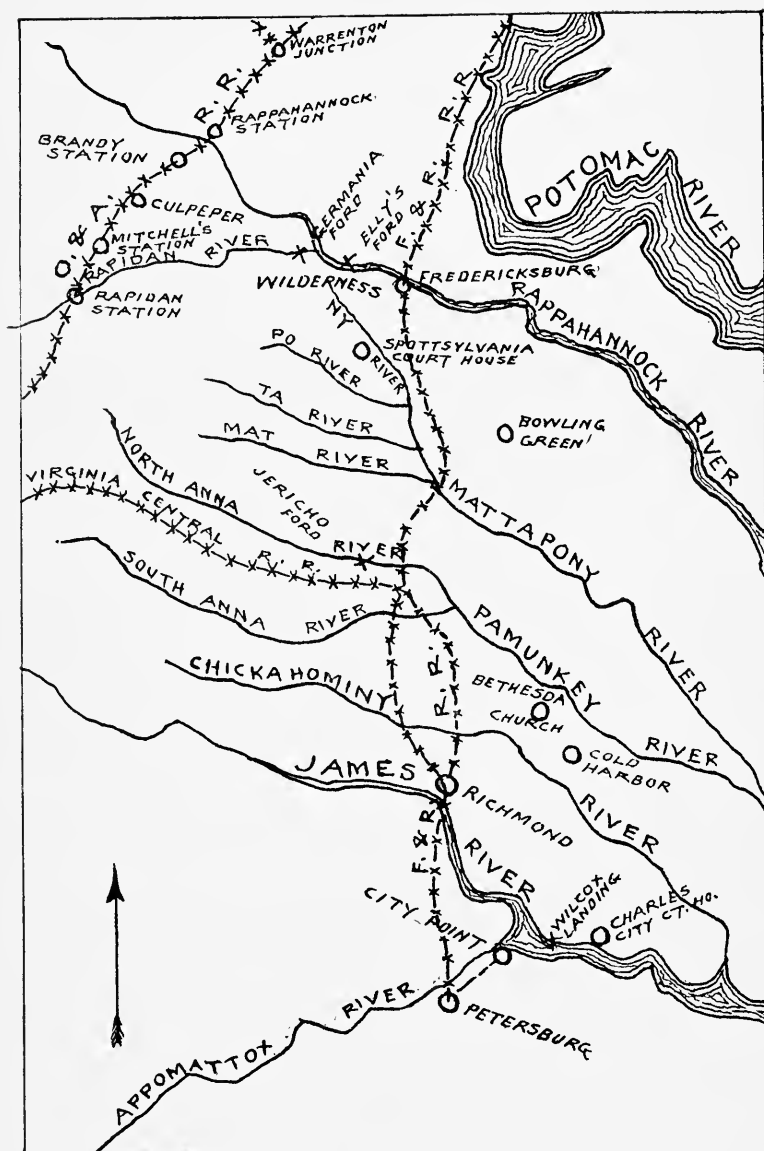 WARRENTON
JUNCTION
R. R.
RAPPAHANNOCK
STATION
BRANDY
STATION
O. & A.
CULPEPER
MITCHELL'S
STATION
RAPIDAN RIVER
RAPIDAN
STATION
GERMANIA
FORD
ELLY'S
FORD
F. & R. R. R.
POTOMAC
RIVER
WILDERNESS
FREDERICKSBURG
RAPPAHANNOCK
RIVER
NY
RIVER
SPOTTSYLVANIA
COURT HOUSE
PO RIVER
TA RIVER
MAT RIVER
BOWLING
GREEN
NORTH ANNA
RIVER
JERICHO
FORD
VIRGINIA CENTRAL R. R.
MATTAPONY
RIVER
SOUTH ANNA
RIVER
PAMUNKEY
RIVER
CHICKAHOMINY
RIVER
R. R.
BETHESDA
CHURCH
COLD
HARBOR
JAMES
RIVER
RICHMOND
F. & R.
CITY POINT
WILCOX
LANDING
CHARLES
CITY CT. HO.
APPOMATTOX RIVER
PETERSBURG